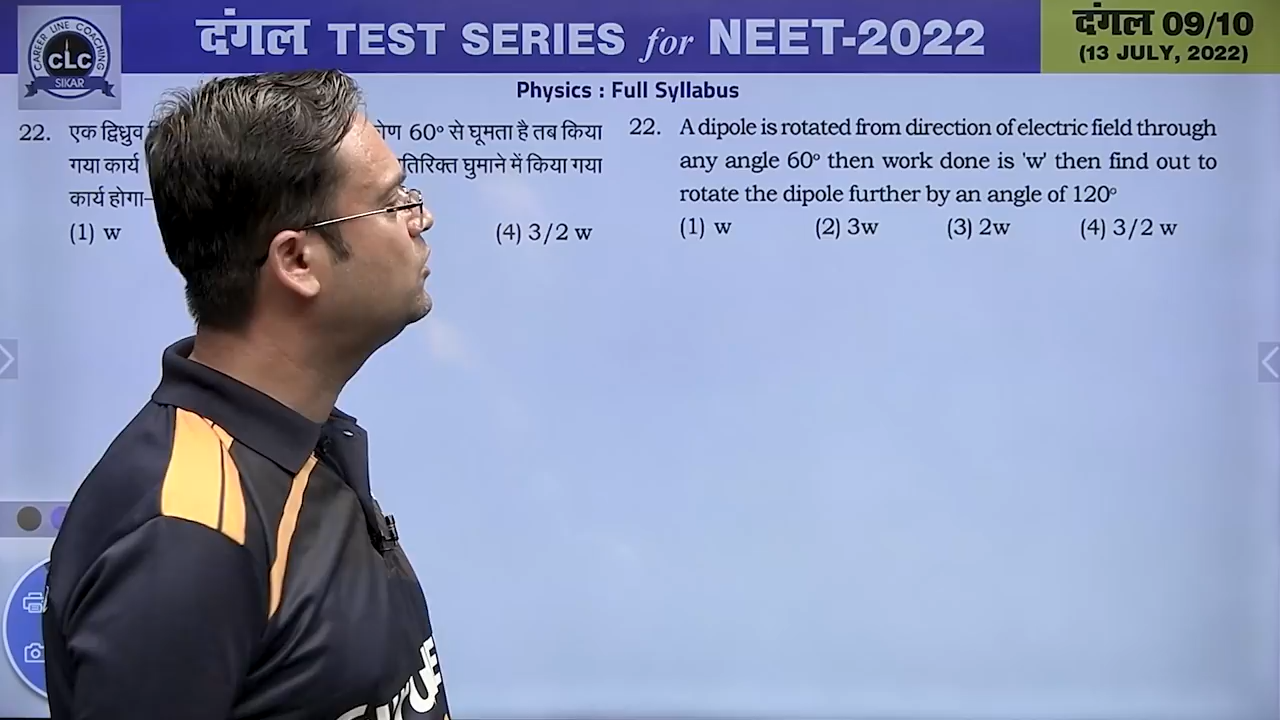 दंगल TEST SERIES for NEET-2022
दंगल 09/10
(13 JULY, 2022)
CAREER LINE COACHING
CLC
SIKAR
Physics : Full Syllabus
22. एक द्विध्रुव 60° से घूमता है तब किया
गया कार्य घुमाने में किया गया
कार्य होगा–
(1) w (4) 3/2 w
22. A dipole is rotated from direction of electric field through
any angle 60° then work done is 'w' then find out to
rotate the dipole further by an angle of 120°
(1) w (2) 3w (3) 2w (4) 3/2 w